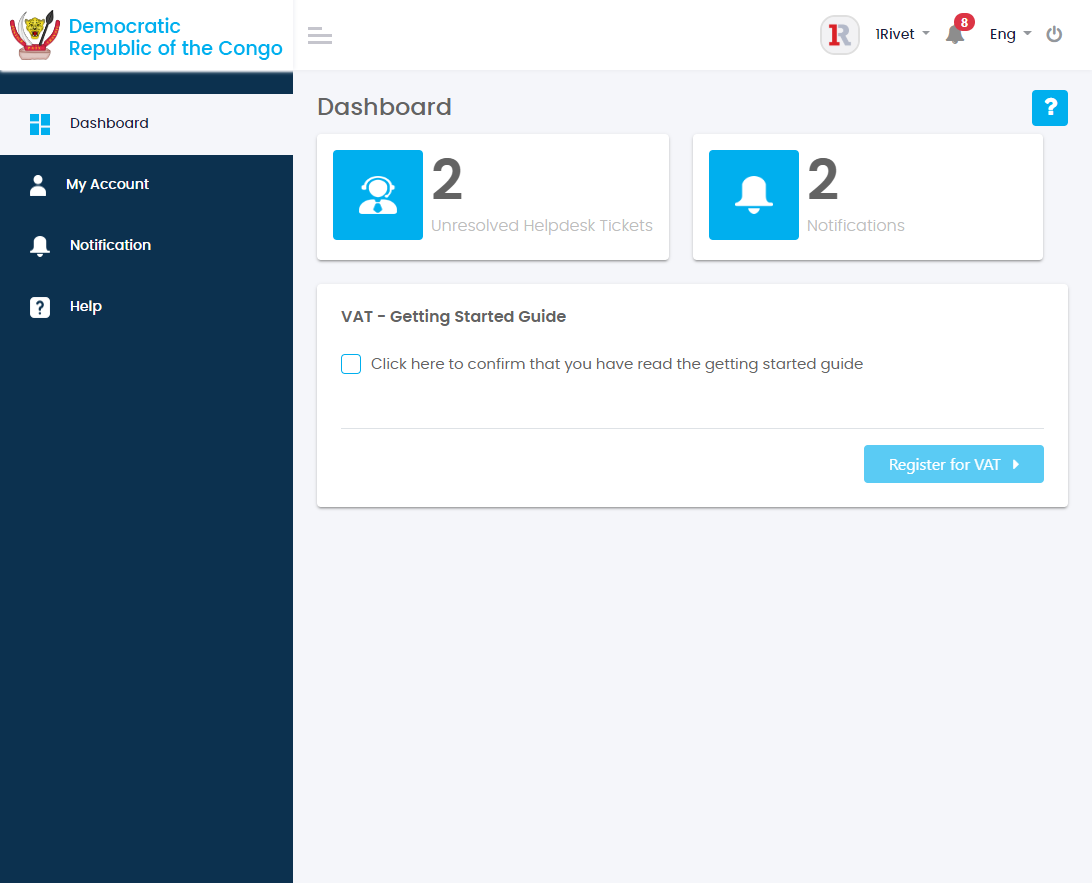 Democratic
Republic of the Congo
1Rivet
8
Eng
Dashboard
My Account
Notification
Help
Dashboard
?
2
Unresolved Helpdesk Tickets
2
Notifications
VAT - Getting Started Guide
Click here to confirm that you have read the getting started guide
Register for VAT